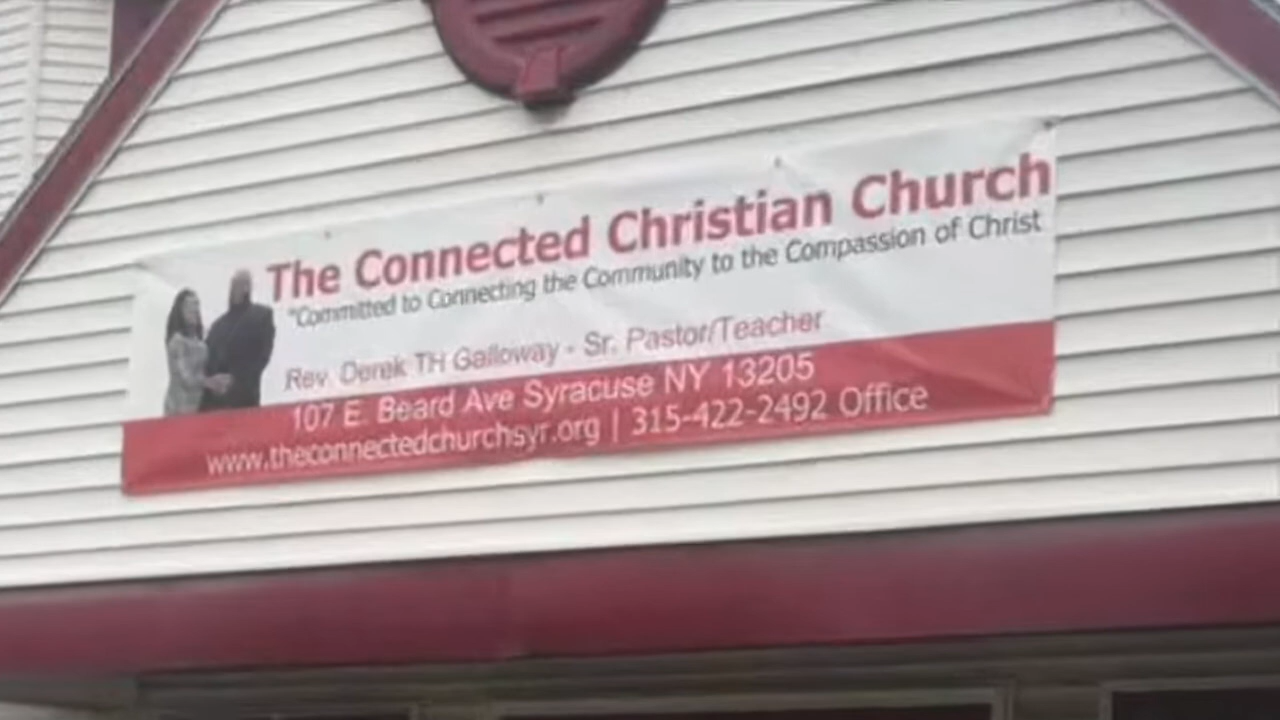 The Connected Christian Church
"Committed to Connecting the Community to the Compassion of Christ
Rev. Derek TH Galloway - Sr. Pastor/Teacher
107 E. Beard Ave Syracuse NY 13205
www.theconnectedchurchsyr.org | 315-422-2492 Office